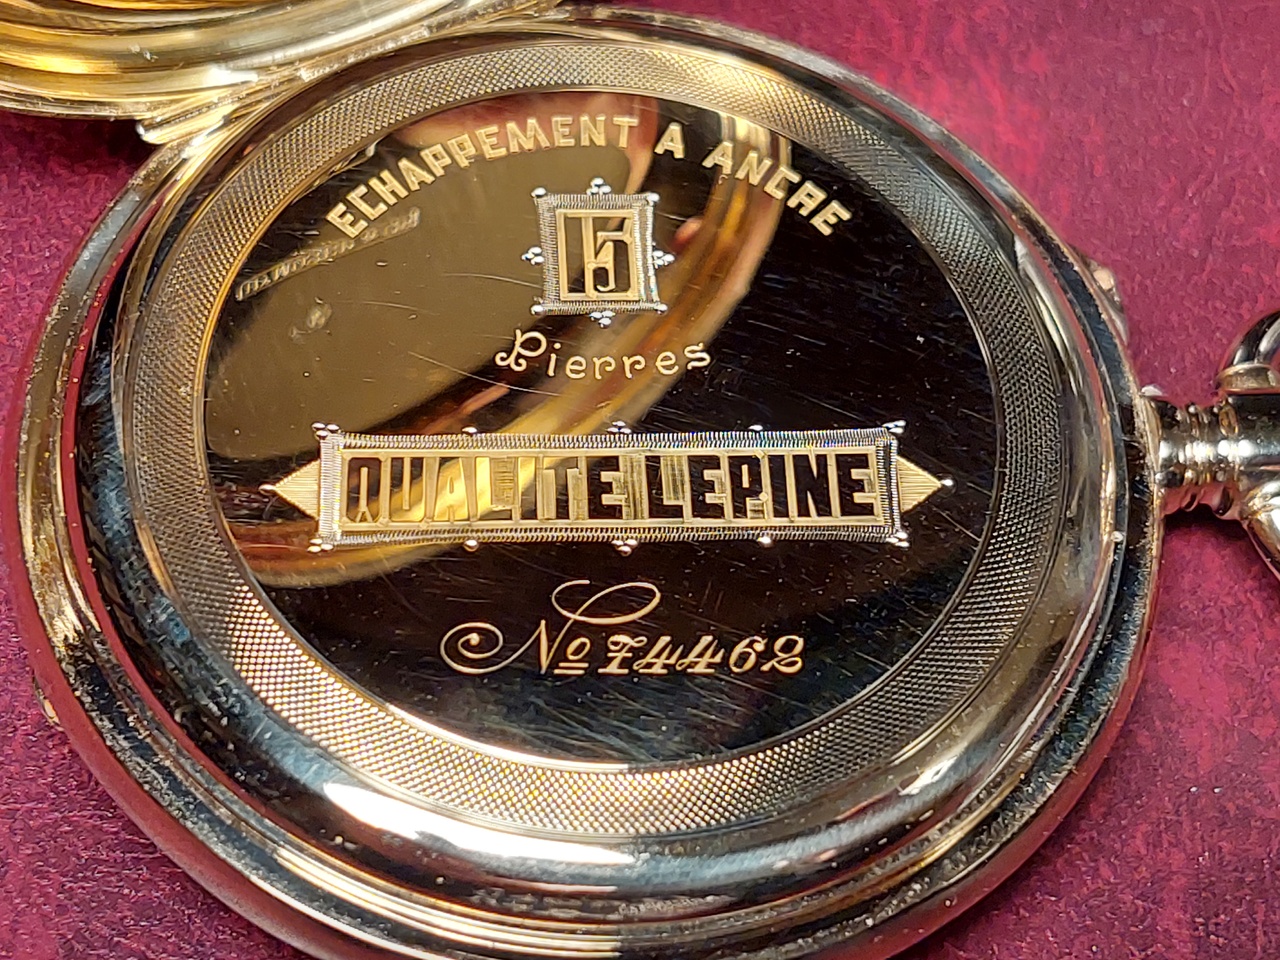 ECHAPPEMENT A ANCRE
15
Pierres
QUALITE LEPINE
No 74462